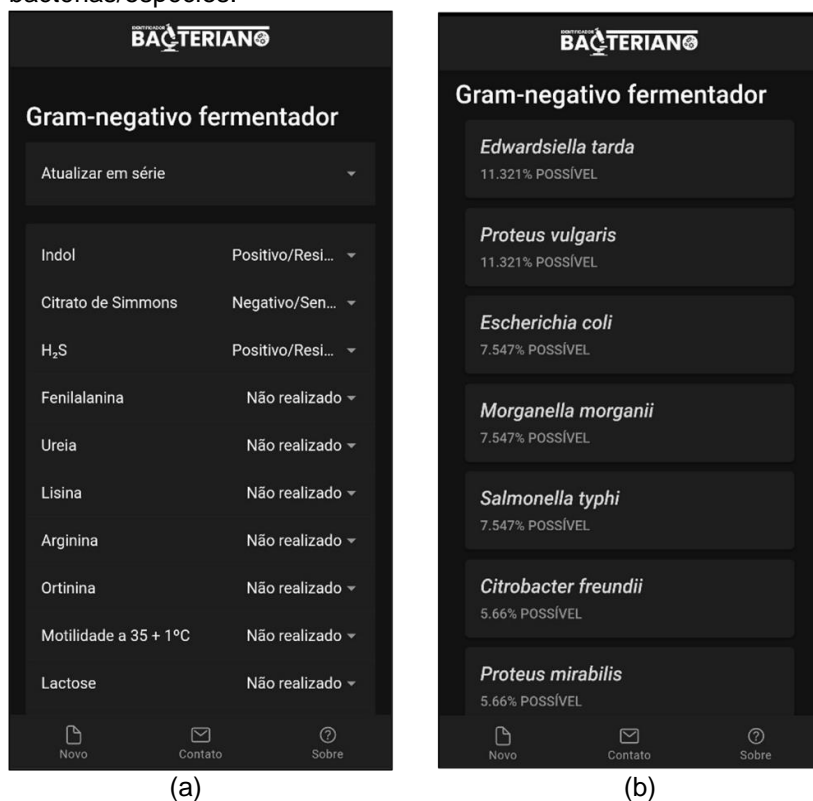 IDENTIFICADOR
BACTERIANO
Gram-negativo fermentador
Atualizar em série
Indol Positivo/Resi...
Citrato de Simmons Negativo/Sen...
H₂S Positivo/Resi...
Fenilalanina Não realizado
Ureia Não realizado
Lisina Não realizado
Arginina Não realizado
Ortinina Não realizado
Motilidade a 35 + 1ºC Não realizado
Lactose Não realizado
Novo Contato Sobre
(a)
IDENTIFICADOR
BACTERIANO
Gram-negativo fermentador
Edwardsiella tarda
11.321% POSSÍVEL
Proteus vulgaris
11.321% POSSÍVEL
Escherichia coli
7.547% POSSÍVEL
Morganella morganii
7.547% POSSÍVEL
Salmonella typhi
7.547% POSSÍVEL
Citrobacter freundii
5.66% POSSÍVEL
Proteus mirabilis
5.66% POSSÍVEL
Novo Contato Sobre
(b)